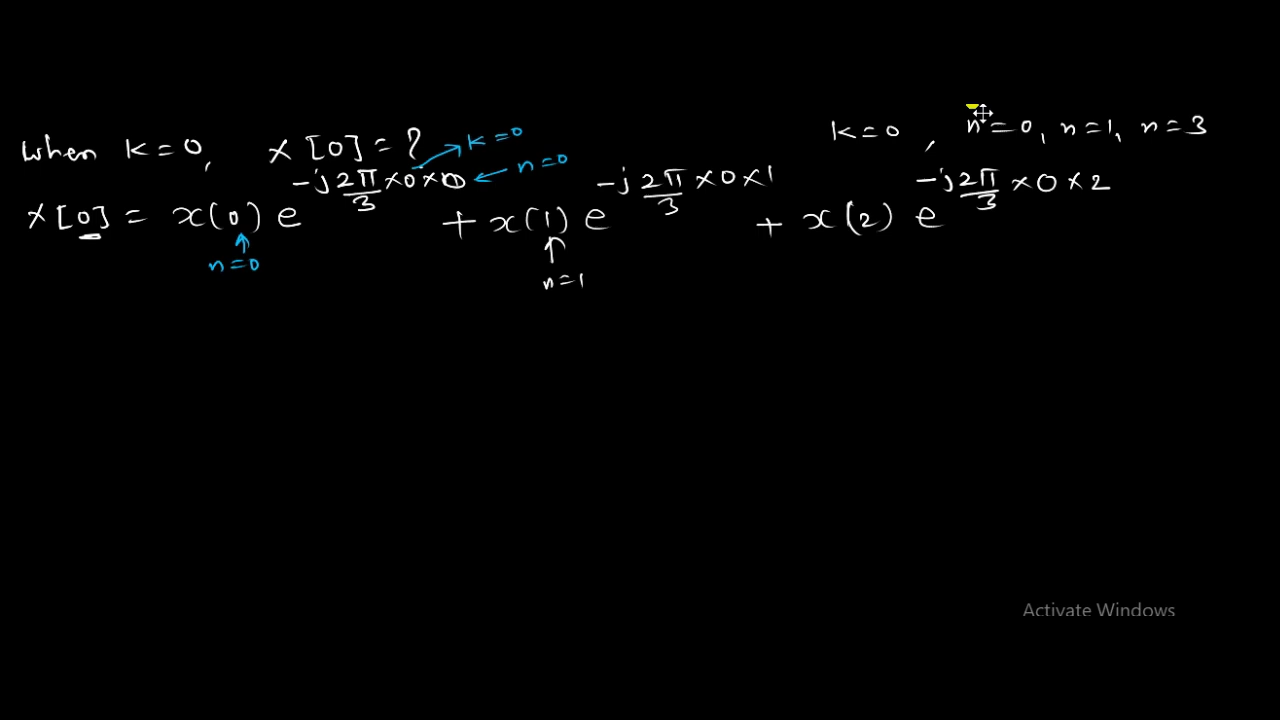 When k=0, X[0]=? k=0 k=0, n=0, n=1, n=3
n=0
X[0] = x(0) e^{-j 2π/3 ×0×0} + x(1) e^{-j 2π/3 ×0×1} + x(2) e^{-j 2π/3 ×0×2}
n=0 n=1
Activate Windows